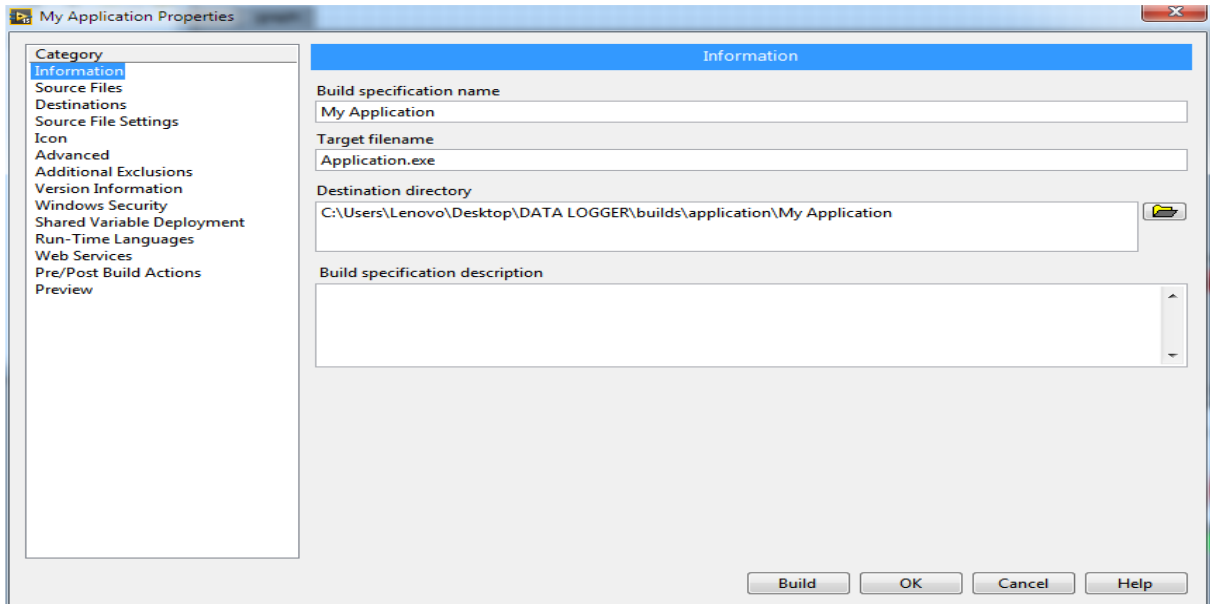 My Application Properties
Category
Information
Source Files
Destinations
Source File Settings
Icon
Advanced
Additional Exclusions
Version Information
Windows Security
Shared Variable Deployment
Run-Time Languages
Web Services
Pre/Post Build Actions
Preview
Information
Build specification name
My Application
Target filename
Application.exe
Destination directory
C:\Users\Lenovo\Desktop\DATA LOGGER\builds\application\My Application
Build specification description
Build
OK
Cancel
Help